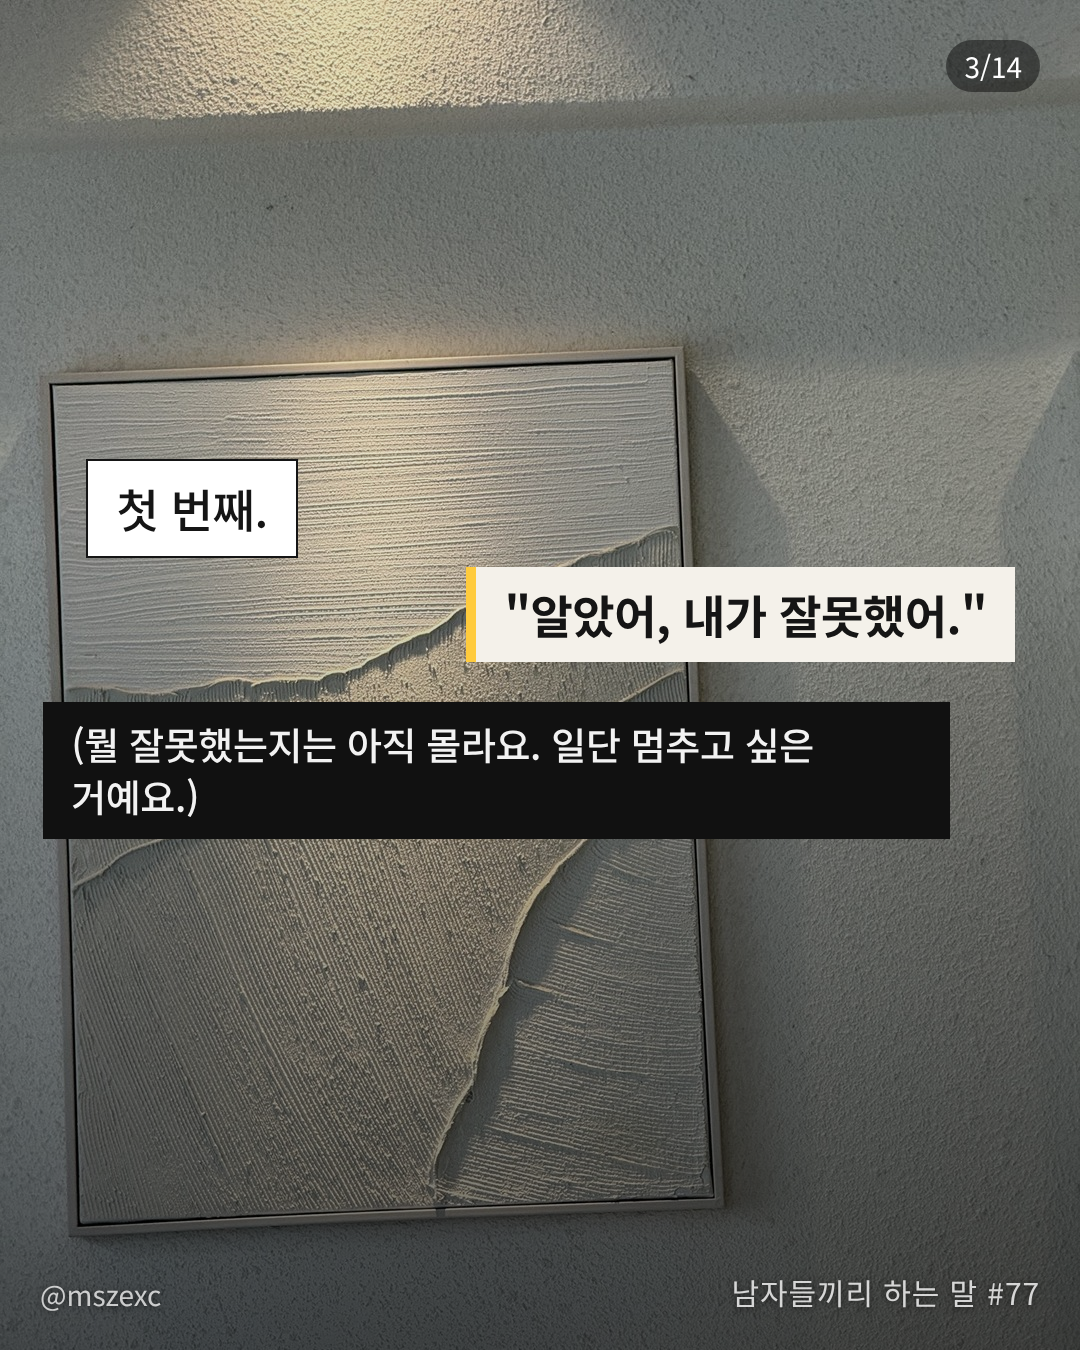 3/14
첫 번째.
"알았어, 내가 잘못했어."
(뭘 잘못했는지는 아직 몰라요. 일단 멈추고 싶은
거예요.)
@mszexc
남자들끼리 하는 말 #77